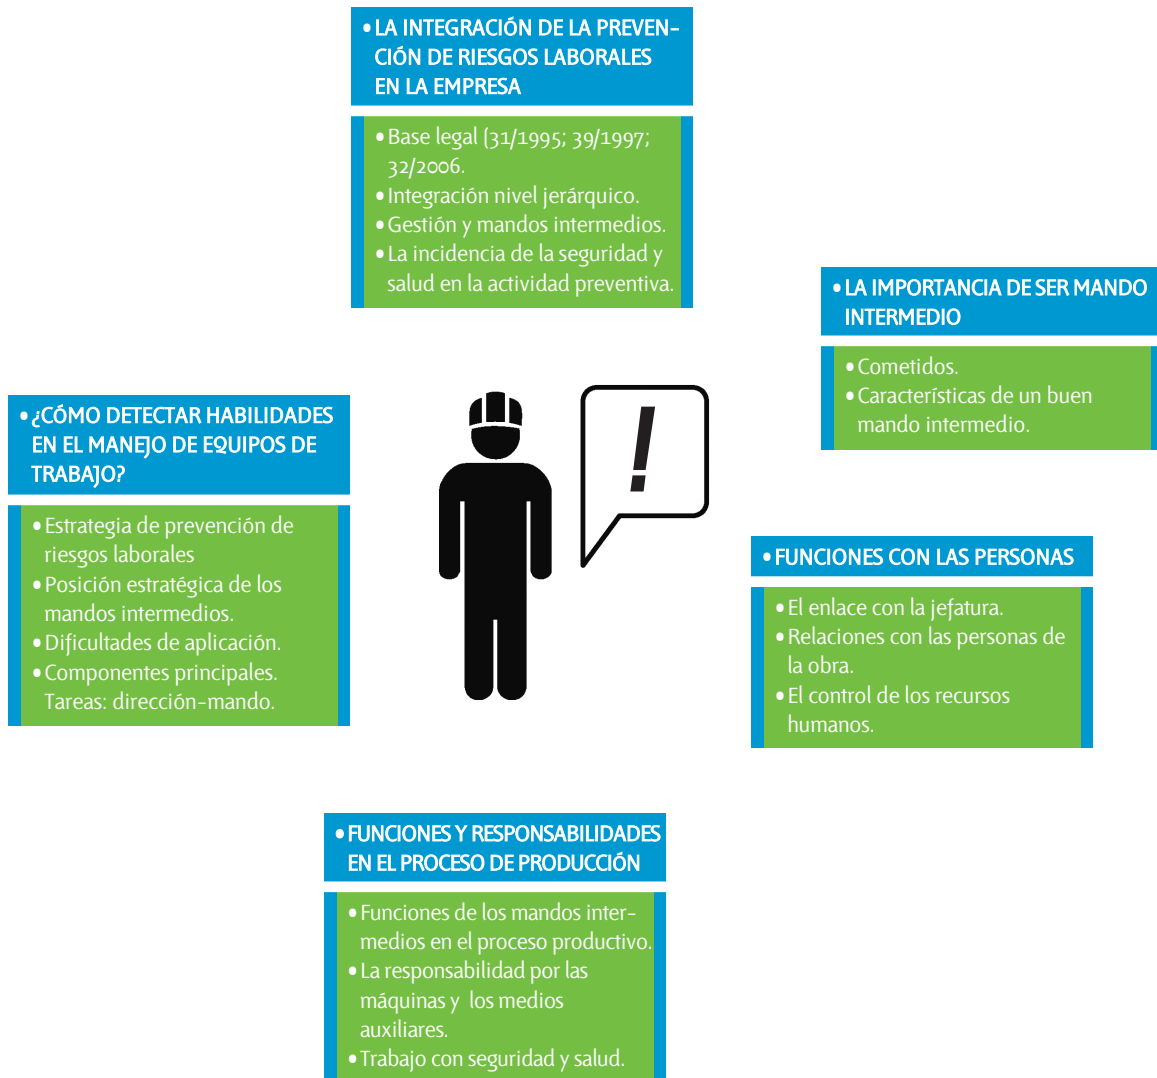 • LA INTEGRACIÓN DE LA PREVEN-
CIÓN DE RIESGOS LABORALES
EN LA EMPRESA
• Base legal (31/1995; 39/1997;
32/2006.
• Integración nivel jerárquico.
• Gestión y mandos intermedios.
• La incidencia de la seguridad y
salud en la actividad preventiva.
• LA IMPORTANCIA DE SER MANDO
INTERMEDIO
• Cometidos.
• Características de un buen
mando intermedio.
• ¿CÓMO DETECTAR HABILIDADES
EN EL MANEJO DE EQUIPOS DE
TRABAJO?
• Estrategia de prevención de
riesgos laborales
• Posición estratégica de los
mandos intermedios.
• Dificultades de aplicación.
• Componentes principales.
Tareas: dirección-mando.
!
• FUNCIONES CON LAS PERSONAS
• El enlace con la jefatura.
• Relaciones con las personas de
la obra.
• El control de los recursos
humanos.
• FUNCIONES Y RESPONSABILIDADES
EN EL PROCESO DE PRODUCCIÓN
• Funciones de los mandos inter-
medios en el proceso productivo.
• La responsabilidad por las
máquinas y  los medios
auxiliares.
• Trabajo con seguridad y salud.